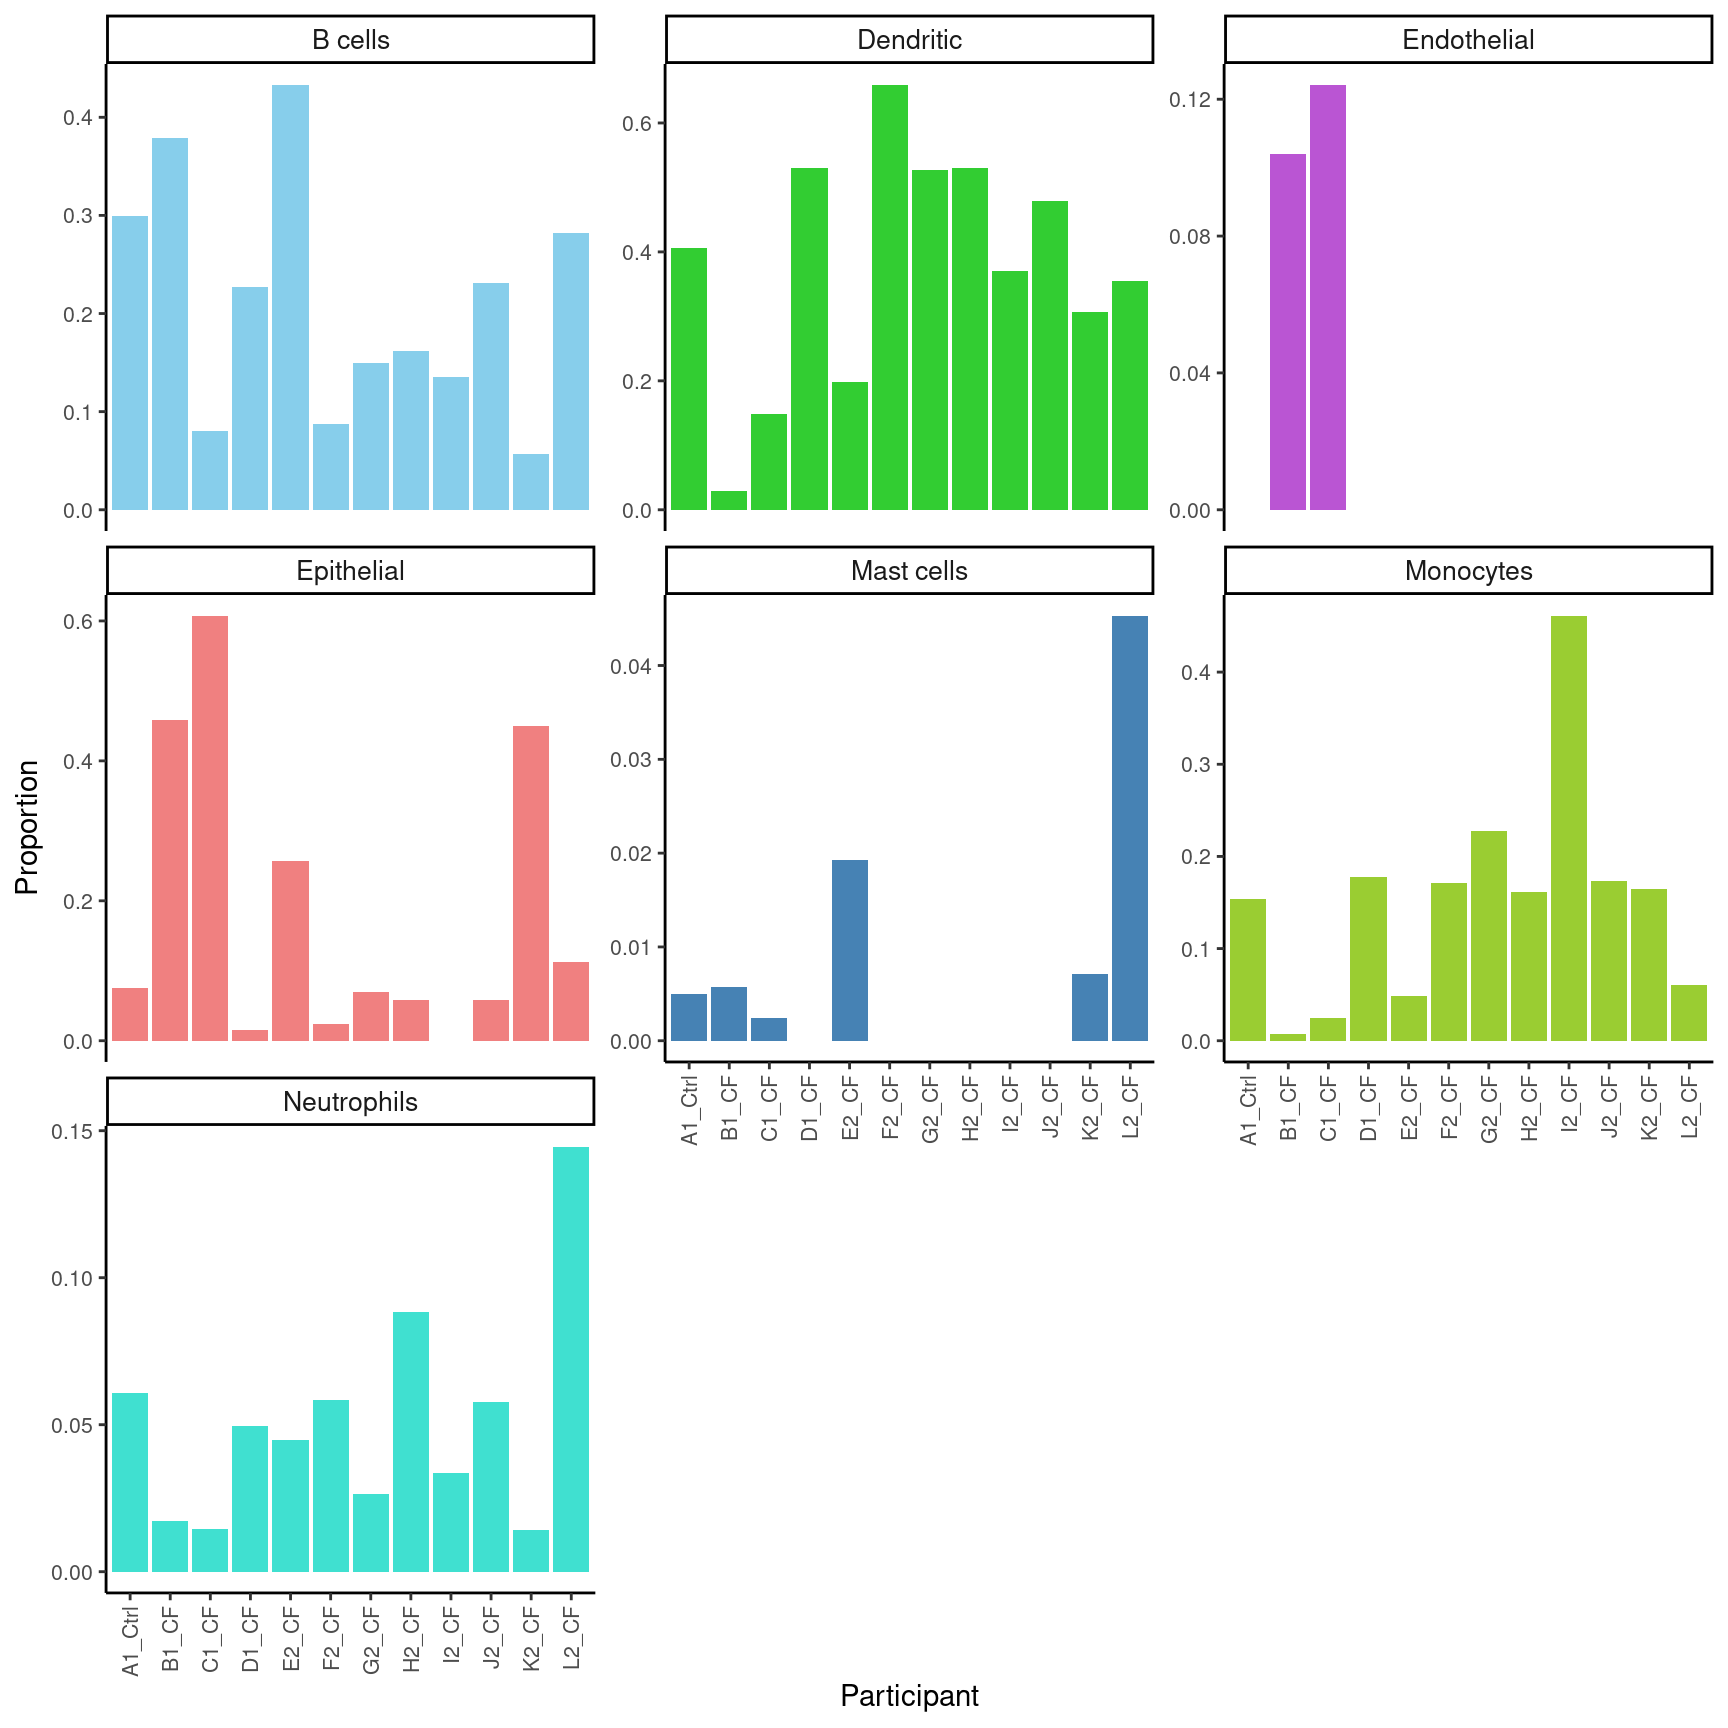 B cells
Dendritic
Endothelial
0.4
0.3
0.2
0.1
0.0
0.6
0.4
0.2
0.0
0.12
0.08
0.04
0.00
Epithelial
Mast cells
Monocytes
0.6
0.4
0.2
0.0
0.04
0.03
0.02
0.01
0.00
0.4
0.3
0.2
0.1
0.0
A1_Ctrl
B1_CF
C1_CF
D1_CF
E2_CF
F2_CF
G2_CF
H2_CF
I2_CF
J2_CF
K2_CF
L2_CF
A1_Ctrl
B1_CF
C1_CF
D1_CF
E2_CF
F2_CF
G2_CF
H2_CF
I2_CF
J2_CF
K2_CF
L2_CF
Neutrophils
0.15
0.10
0.05
0.00
A1_Ctrl
B1_CF
C1_CF
D1_CF
E2_CF
F2_CF
G2_CF
H2_CF
I2_CF
J2_CF
K2_CF
L2_CF
Proportion
Participant